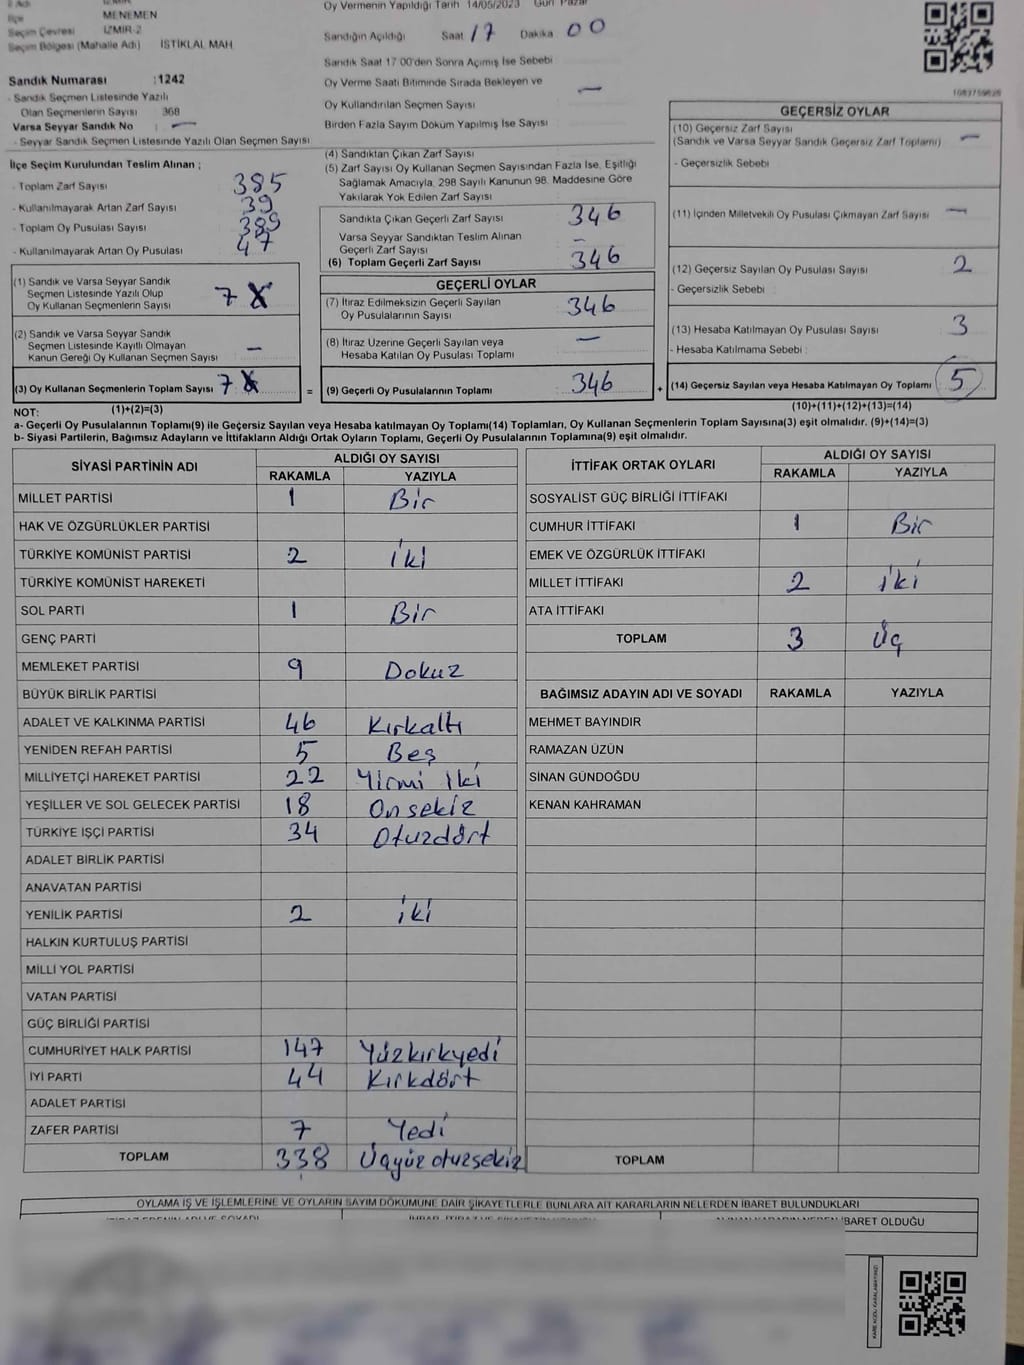 MENEMEN
Seçim Çevresi İZMİR-2
Seçim Bölgesi (Mahalle Adı) İSTİKLAL MAH.
Sandık Numarası : 1242
- Sandık Seçmen Listesinde Yazılı
Olan Seçmenlerin Sayısı 368
Varsa Seyyar Sandık No : —
- Seyyar Sandık Seçmen Listesinde Yazılı Olan Seçmen Sayısı :
Oy Vermenin Yapıldığı Tarih 14/05/2023 Gün Pazar
Sandığın Açıldığı Saat 17 Dakika 00
Sandık Saat 17 00'den Sonra Açımış İse Sebebi
Oy Verme Saati Bitiminde Sırada Bekleyen ve
Oy Kullandırılan Seçmen Sayısı —
Birden Fazla Sayım Döküm Yapılmış İse Sayısı
İlçe Seçim Kurulundan Teslim Alınan ;
- Toplam Zarf Sayısı 385
- Kullanılmayarak Artan Zarf Sayısı 39
- Toplam Oy Pusulası Sayısı 389
- Kullanılmayarak Artan Oy Pusulası 47
(1) Sandık ve Varsa Seyyar Sandık
Seçmen Listesinde Yazılı Olup
Oy Kullanan Seçmenlerin Sayısı 7
(2) Sandık ve Varsa Seyyar Sandık
Seçmen Listesinde Kayıtlı Olmayan
Kanun Gereği Oy Kullanan Seçmen Sayısı —
(3) Oy Kullanan Seçmenlerin Toplam Sayısı 7 =
(1)+(2)=(3)
(4) Sandıktan Çıkan Zarf Sayısı
(5) Zarf Sayısı Oy Kullanan Seçmen Sayısından Fazla İse, Eşitliği
Sağlamak Amacıyla, 298 Sayılı Kanunun 98. Maddesine Göre
Yakılarak Yok Edilen Zarf Sayısı
Sandıkta Çıkan Geçerli Zarf Sayısı 346
Varsa Seyyar Sandıktan Teslim Alınan
Geçerli Zarf Sayısı —
(6) Toplam Geçerli Zarf Sayısı 346
GEÇERLİ OYLAR
(7) İtiraz Edilmeksizin Geçerli Sayılan
Oy Pusulalarının Sayısı 346
(8) İtiraz Üzerine Geçerli Sayılan veya
Hesaba Katılan Oy Pusulası Toplamı —
(9) Geçerli Oy Pusulalarının Toplamı 346 +
1083759826
GEÇERSİZ OYLAR
(10) Geçersiz Zarf Sayısı
(Sandık ve Varsa Seyyar Sandık Geçersiz Zarf Toplamı) —
- Geçersizlik Sebebi
(11) İçinden Milletvekili Oy Pusulası Çıkmayan Zarf Sayısı —
(12) Geçersiz Sayılan Oy Pusulası Sayısı 2
- Geçersizlik Sebebi :
(13) Hesaba Katılmayan Oy Pusulası Sayısı 3
- Hesaba Katılmama Sebebi :
(14) Geçersiz Sayılan veya Hesaba Katılmayan Oy Toplamı 5
(10)+(11)+(12)+(13)=(14)
NOT:
a- Geçerli Oy Pusulalarının Toplamı(9) ile Geçersiz Sayılan veya Hesaba katılmayan Oy Toplamı(14) Toplamları, Oy Kullanan Seçmenlerin Toplam Sayısına(3) eşit olmalıdır. (9)+(14)=(3)
b- Siyasi Partilerin, Bağımsız Adayların ve İttifakların Aldığı Ortak Oyların Toplamı, Geçerli Oy Pusulalarının Toplamına(9) eşit olmalıdır.
SİYASİ PARTİNİN ADI ALDIĞI OY SAYISI
RAKAMLA YAZIYLA
MİLLET PARTİSİ 1 Bir
HAK VE ÖZGÜRLÜKLER PARTİSİ
TÜRKİYE KOMÜNİST PARTİSİ 2 iki
TÜRKİYE KOMÜNİST HAREKETİ
SOL PARTİ 1 Bir
GENÇ PARTİ
MEMLEKET PARTİSİ 9 Dokuz
BÜYÜK BİRLİK PARTİSİ
ADALET VE KALKINMA PARTİSİ 46 Kırkaltı
YENİDEN REFAH PARTİSİ 5 Beş
MİLLİYETÇİ HAREKET PARTİSİ 22 Yirmi iki
YEŞİLLER VE SOL GELECEK PARTİSİ 18 Onsekiz
TÜRKİYE İŞÇİ PARTİSİ 34 Otuzdört
ADALET BİRLİK PARTİSİ
ANAVATAN PARTİSİ
YENİLİK PARTİSİ 2 iki
HALKIN KURTULUŞ PARTİSİ
MİLLİ YOL PARTİSİ
VATAN PARTİSİ
GÜÇ BİRLİĞİ PARTİSİ
CUMHURİYET HALK PARTİSİ 147 Yüzkırkyedi
İYİ PARTİ 44 Kırkdört
ADALET PARTİSİ
ZAFER PARTİSİ 7 Yedi
TOPLAM 338 Üçyüz otuzsekiz
İTTİFAK ORTAK OYLARI ALDIĞI OY SAYISI
RAKAMLA YAZIYLA
SOSYALİST GÜÇ BİRLİĞİ İTTİFAKI
CUMHUR İTTİFAKI 1 Bir
EMEK VE ÖZGÜRLÜK İTTİFAKI
MİLLET İTTİFAKI 2 iki
ATA İTTİFAKI
TOPLAM 3 Üç
BAĞIMSIZ ADAYIN ADI VE SOYADI RAKAMLA YAZIYLA
MEHMET BAYINDIR
RAMAZAN ÜZÜN
SİNAN GÜNDOĞDU
KENAN KAHRAMAN
TOPLAM
OYLAMA İŞ VE İŞLEMLERİNE VE OYLARIN SAYIM DÖKÜMÜNE DAİR ŞİKAYETLERLE BUNLARA AİT KARARLARIN NELERDEN İBARET BULUNDUKLARI
İBARET OLDUĞU